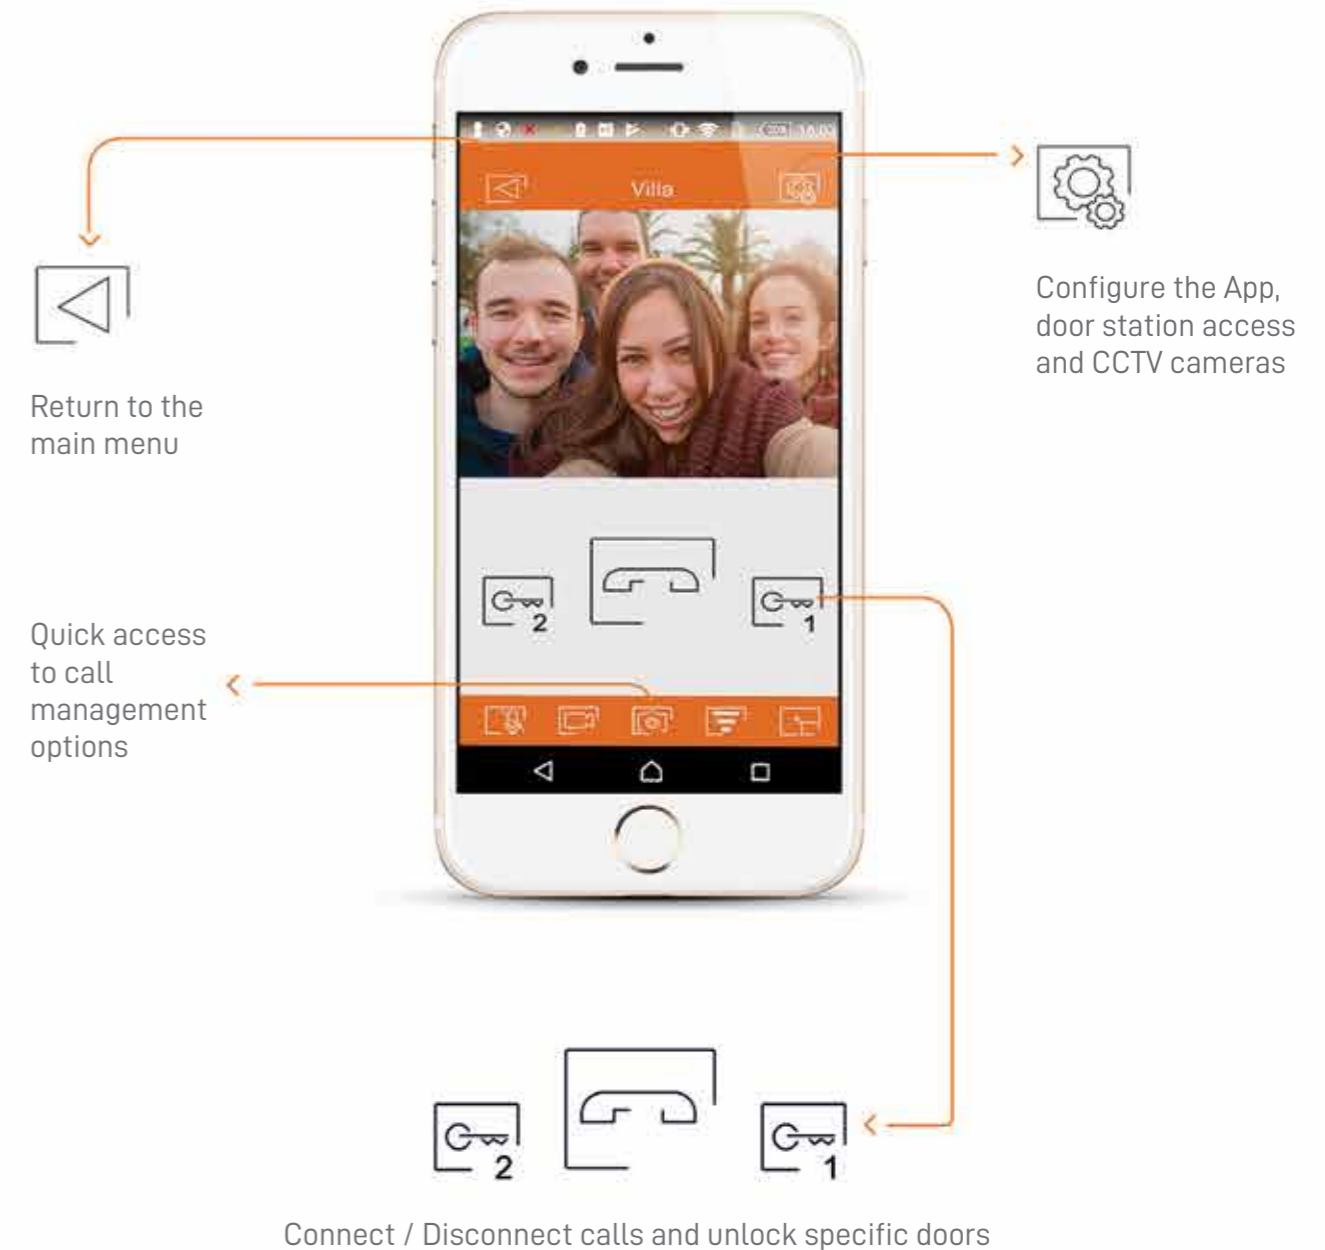 Villa
Return to the
main menu
Configure the App,
door station access
and CCTV cameras
2
1
Quick access
to call
management
options
2
1
Connect / Disconnect calls and unlock specific doors